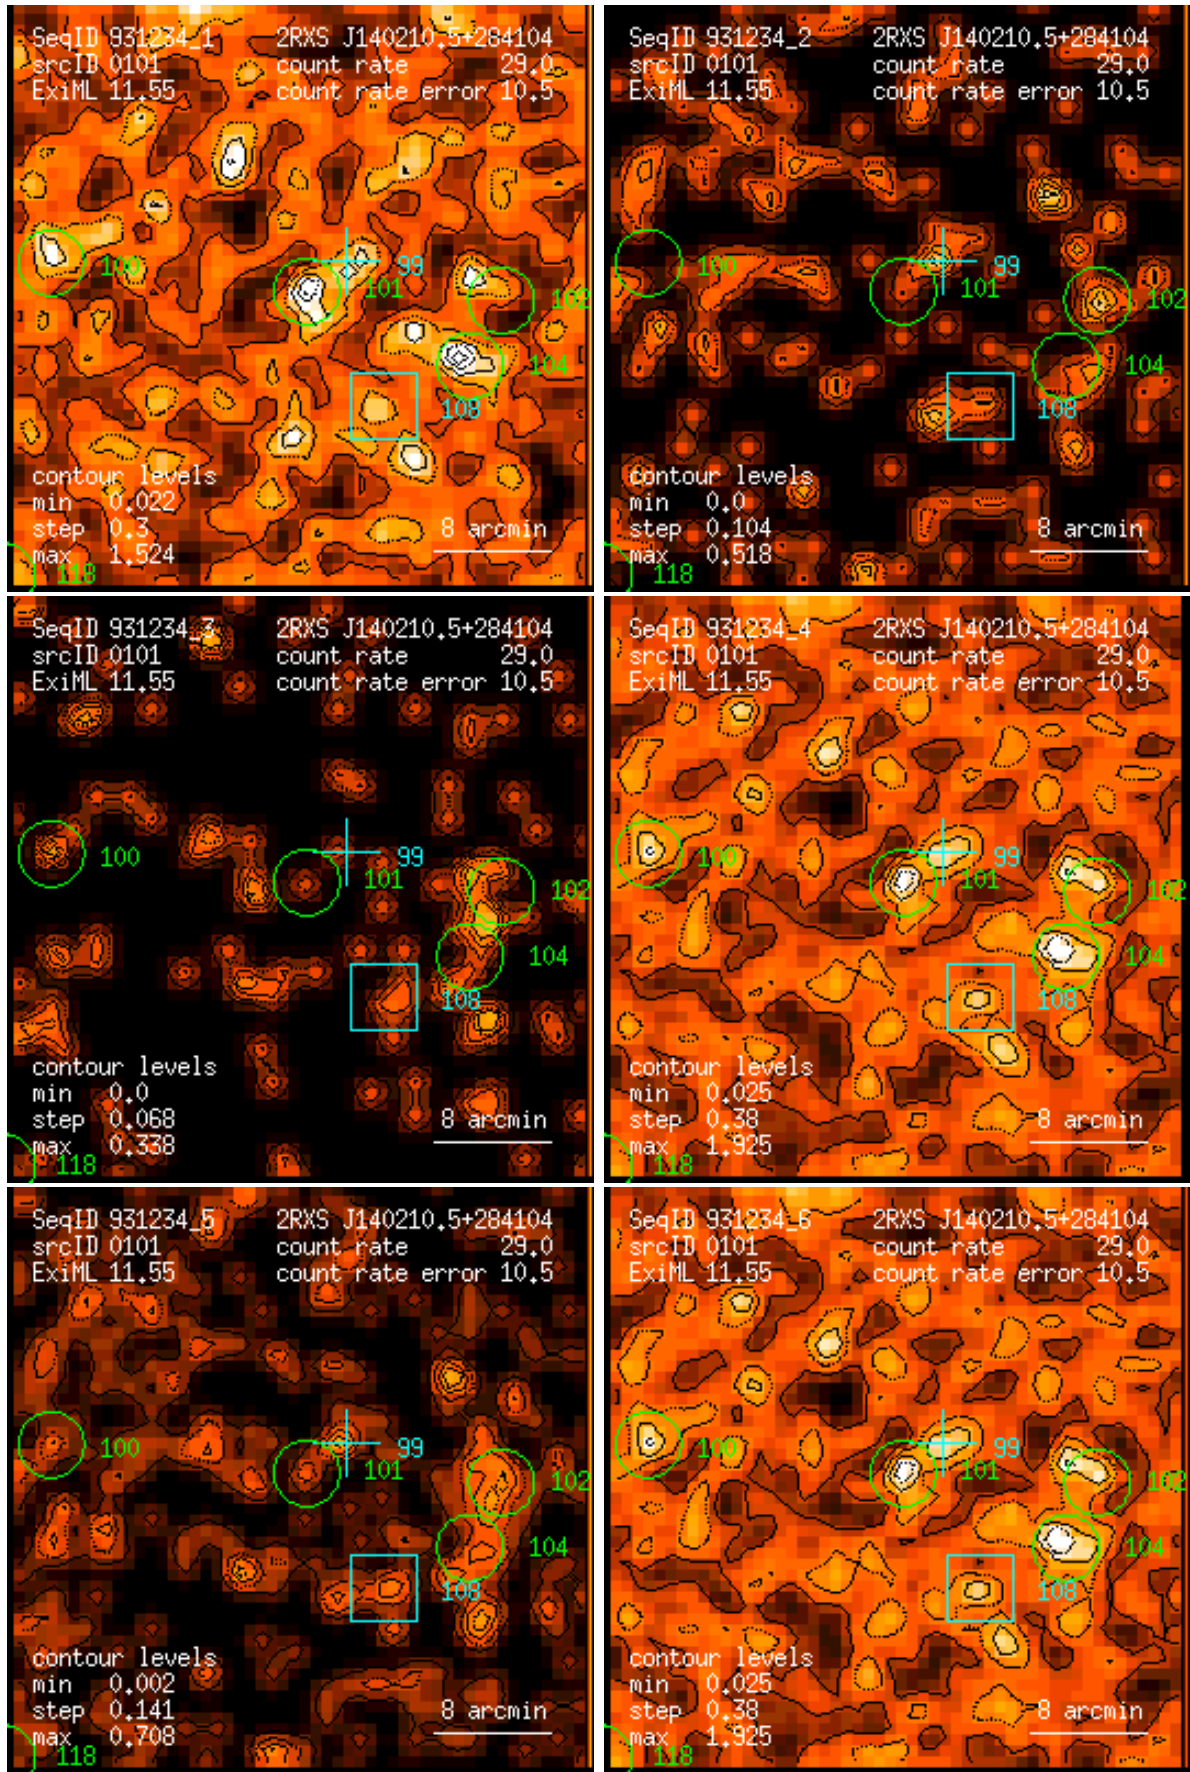 SeqID 931234_1 2RXS J140210.5+284104
srcID 0101 count rate 29.0
ExiML 11.55 count rate error 10.5
100
99
101
102
104
108
contour levels
min 0.022
step 0.3
max 1.524
8 arcmin
118
SeqID 931234_2 2RXS J140210.5+284104
srcID 0101 count rate 29.0
ExiML 11.55 count rate error 10.5
100
99
101
102
104
108
contour levels
min 0.0
step 0.104
max 0.518
8 arcmin
118
SeqID 931234_3 2RXS J140210.5+284104
srcID 0101 count rate 29.0
ExiML 11.55 count rate error 10.5
100
99
101
102
104
108
contour levels
min 0.0
step 0.068
max 0.338
8 arcmin
118
SeqID 931234_4 2RXS J140210.5+284104
srcID 0101 count rate 29.0
ExiML 11.55 count rate error 10.5
100
99
101
102
104
108
contour levels
min 0.025
step 0.38
max 1.925
8 arcmin
118
SeqID 931234_5 2RXS J140210.5+284104
srcID 0101 count rate 29.0
ExiML 11.55 count rate error 10.5
100
99
101
102
104
108
contour levels
min 0.002
step 0.141
max 0.708
8 arcmin
118
SeqID 931234_6 2RXS J140210.5+284104
srcID 0101 count rate 29.0
ExiML 11.55 count rate error 10.5
100
99
101
102
104
108
contour levels
min 0.025
step 0.38
max 1.925
8 arcmin
118